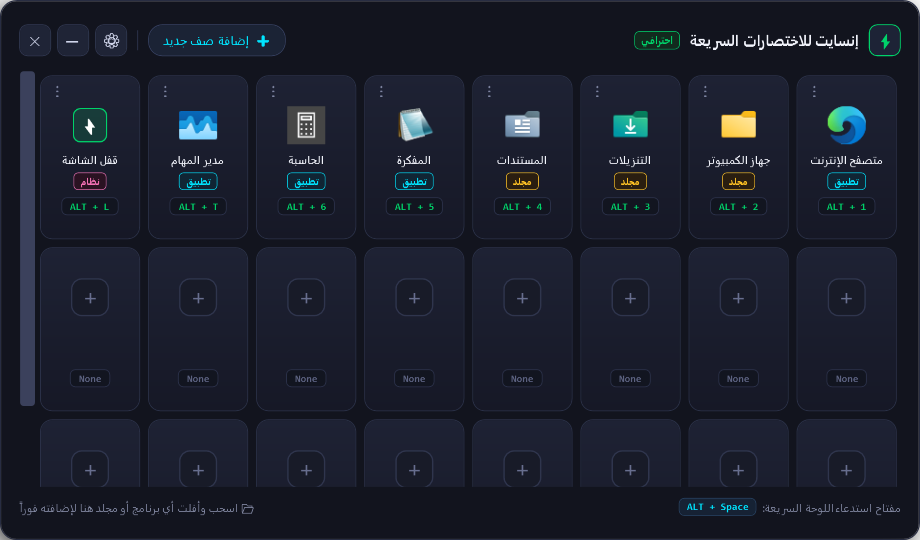 إنسايت للاختصارات السريعة احترافي
إضافة صف جديد
متصفح الإنترنت
تطبيق
ALT + 1
جهاز الكمبيوتر
مجلد
ALT + 2
التنزيلات
مجلد
ALT + 3
المستندات
مجلد
ALT + 4
المفكرة
تطبيق
ALT + 5
الحاسبة
تطبيق
ALT + 6
مدير المهام
تطبيق
ALT + T
قفل الشاشة
نظام
ALT + L
None
None
None
None
None
None
None
None
مفتاح استدعاء اللوحة السريعة: ALT + Space
اسحب وأفلت أي برنامج أو مجلد هنا لإضافته فوراً